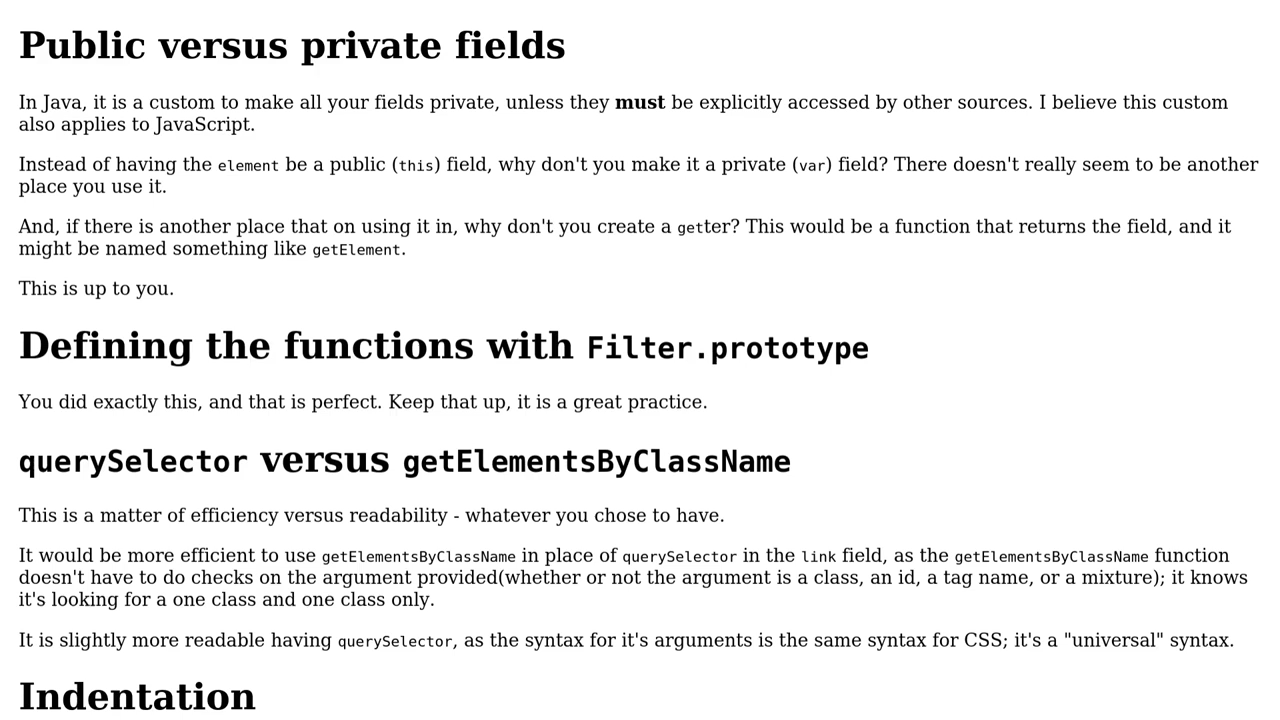 Public versus private fields
In Java, it is a custom to make all your fields private, unless they must be explicitly accessed by other sources. I believe this custom
also applies to JavaScript.
Instead of having the element be a public (this) field, why don't you make it a private (var) field? There doesn't really seem to be another
place you use it.
And, if there is another place that on using it in, why don't you create a getter? This would be a function that returns the field, and it
might be named something like getElement.
This is up to you.
Defining the functions with Filter.prototype
You did exactly this, and that is perfect. Keep that up, it is a great practice.
querySelector versus getElementsByClassName
This is a matter of efficiency versus readability - whatever you chose to have.
It would be more efficient to use getElementsByClassName in place of querySelector in the link field, as the getElementsByClassName function
doesn't have to do checks on the argument provided(whether or not the argument is a class, an id, a tag name, or a mixture); it knows
it's looking for a one class and one class only.
It is slightly more readable having querySelector, as the syntax for it's arguments is the same syntax for CSS; it's a "universal" syntax.
Indentation